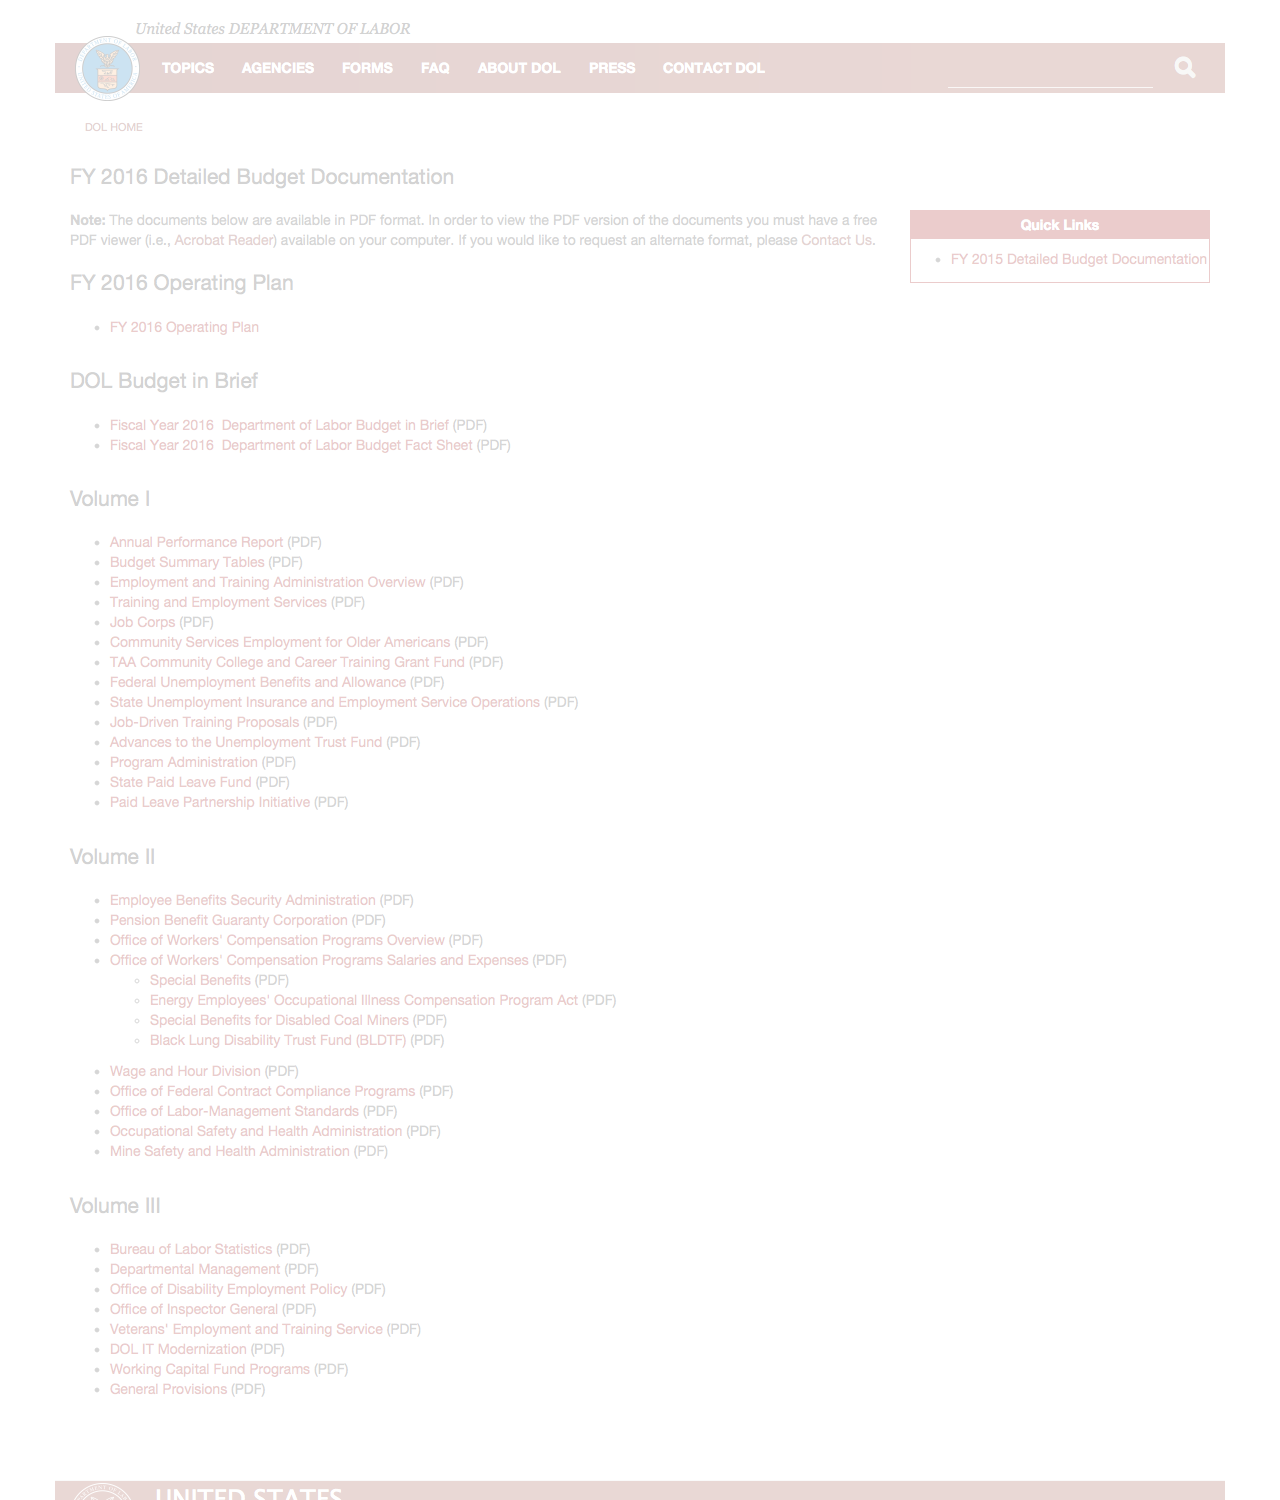 United States DEPARTMENT OF LABOR
TOPICS AGENCIES FORMS FAQ ABOUT DOL PRESS CONTACT DOL
DOL HOME
FY 2016 Detailed Budget Documentation
Note: The documents below are available in PDF format. In order to view the PDF version of the documents you must have a free
PDF viewer (i.e., Acrobat Reader) available on your computer. If you would like to request an alternate format, please Contact Us.
Quick Links
FY 2015 Detailed Budget Documentation
FY 2016 Operating Plan
FY 2016 Operating Plan
DOL Budget in Brief
Fiscal Year 2016 Department of Labor Budget in Brief (PDF)
Fiscal Year 2016 Department of Labor Budget Fact Sheet (PDF)
Volume I
Annual Performance Report (PDF)
Budget Summary Tables (PDF)
Employment and Training Administration Overview (PDF)
Training and Employment Services (PDF)
Job Corps (PDF)
Community Services Employment for Older Americans (PDF)
TAA Community College and Career Training Grant Fund (PDF)
Federal Unemployment Benefits and Allowance (PDF)
State Unemployment Insurance and Employment Service Operations (PDF)
Job-Driven Training Proposals (PDF)
Advances to the Unemployment Trust Fund (PDF)
Program Administration (PDF)
State Paid Leave Fund (PDF)
Paid Leave Partnership Initiative (PDF)
Volume II
Employee Benefits Security Administration (PDF)
Pension Benefit Guaranty Corporation (PDF)
Office of Workers' Compensation Programs Overview (PDF)
Office of Workers' Compensation Programs Salaries and Expenses (PDF)
Special Benefits (PDF)
Energy Employees' Occupational Illness Compensation Program Act (PDF)
Special Benefits for Disabled Coal Miners (PDF)
Black Lung Disability Trust Fund (BLDTF) (PDF)
Wage and Hour Division (PDF)
Office of Federal Contract Compliance Programs (PDF)
Office of Labor-Management Standards (PDF)
Occupational Safety and Health Administration (PDF)
Mine Safety and Health Administration (PDF)
Volume III
Bureau of Labor Statistics (PDF)
Departmental Management (PDF)
Office of Disability Employment Policy (PDF)
Office of Inspector General (PDF)
Veterans' Employment and Training Service (PDF)
DOL IT Modernization (PDF)
Working Capital Fund Programs (PDF)
General Provisions (PDF)
UNITED STATES